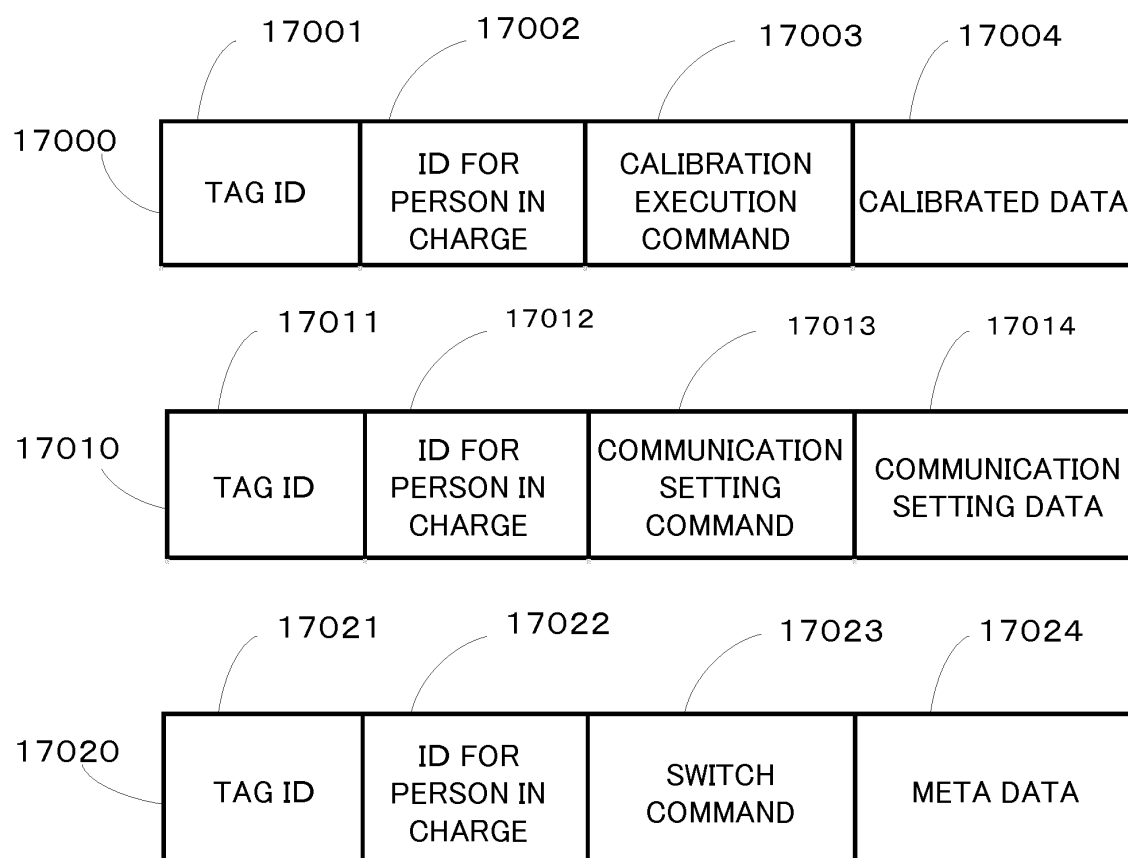 17001
17002
17003
17004
17000
TAG ID
ID FOR
PERSON IN
CHARGE
CALIBRATION
EXECUTION
COMMAND
CALIBRATED DATA
17011
17012
17013
17014
17010
TAG ID
ID FOR
PERSON IN
CHARGE
COMMUNICATION
SETTING
COMMAND
COMMUNICATION
SETTING DATA
17021
17022
17023
17024
17020
TAG ID
ID FOR
PERSON IN
CHARGE
SWITCH
COMMAND
META DATA